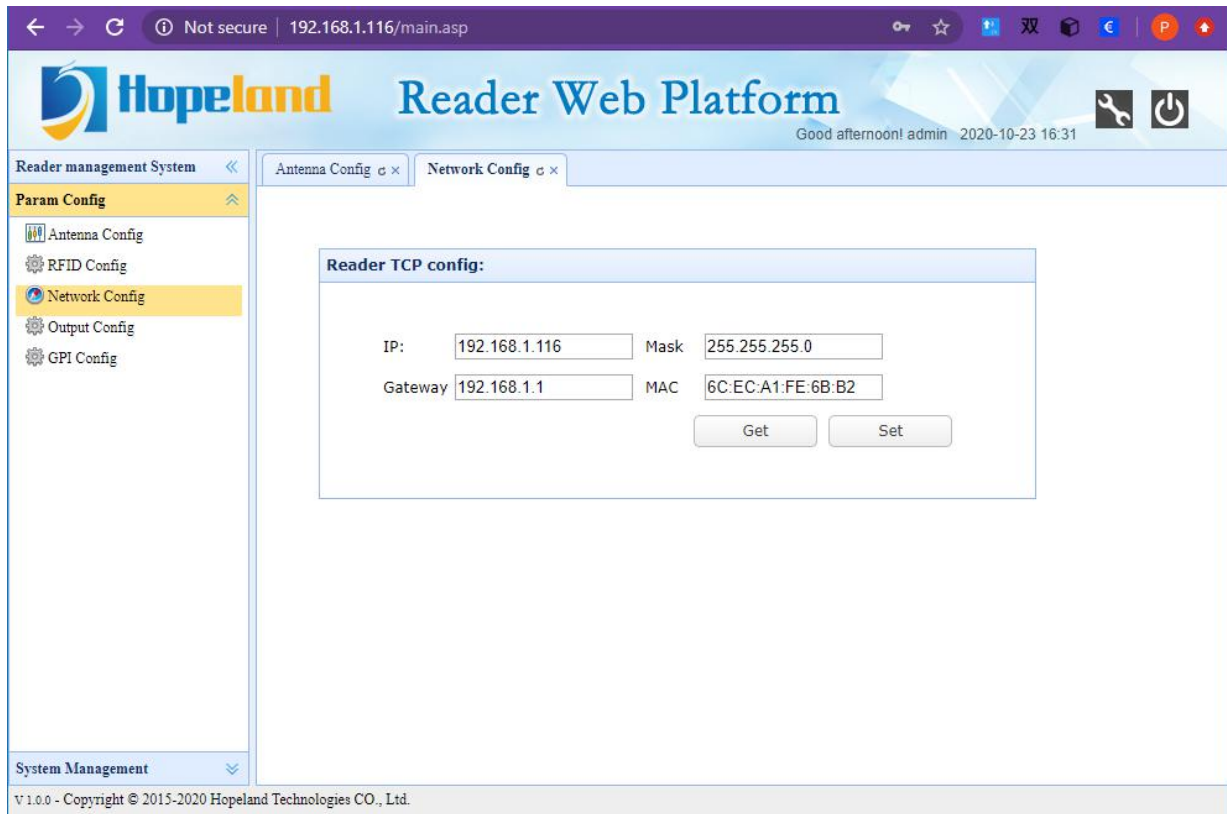 Not secure | 192.168.1.116/main.asp
双
€
P
Hopeland
Reader Web Platform
Good afternoon! admin 2020-10-23 16:31
Reader management System
Antenna Config
Network Config
Param Config
Antenna Config
RFID Config
Network Config
Output Config
GPI Config
Reader TCP config:
IP: 192.168.1.116 Mask 255.255.255.0
Gateway 192.168.1.1 MAC 6C:EC:A1:FE:6B:B2
Get Set
System Management
V 1.0.0 - Copyright © 2015-2020 Hopeland Technologies CO., Ltd.